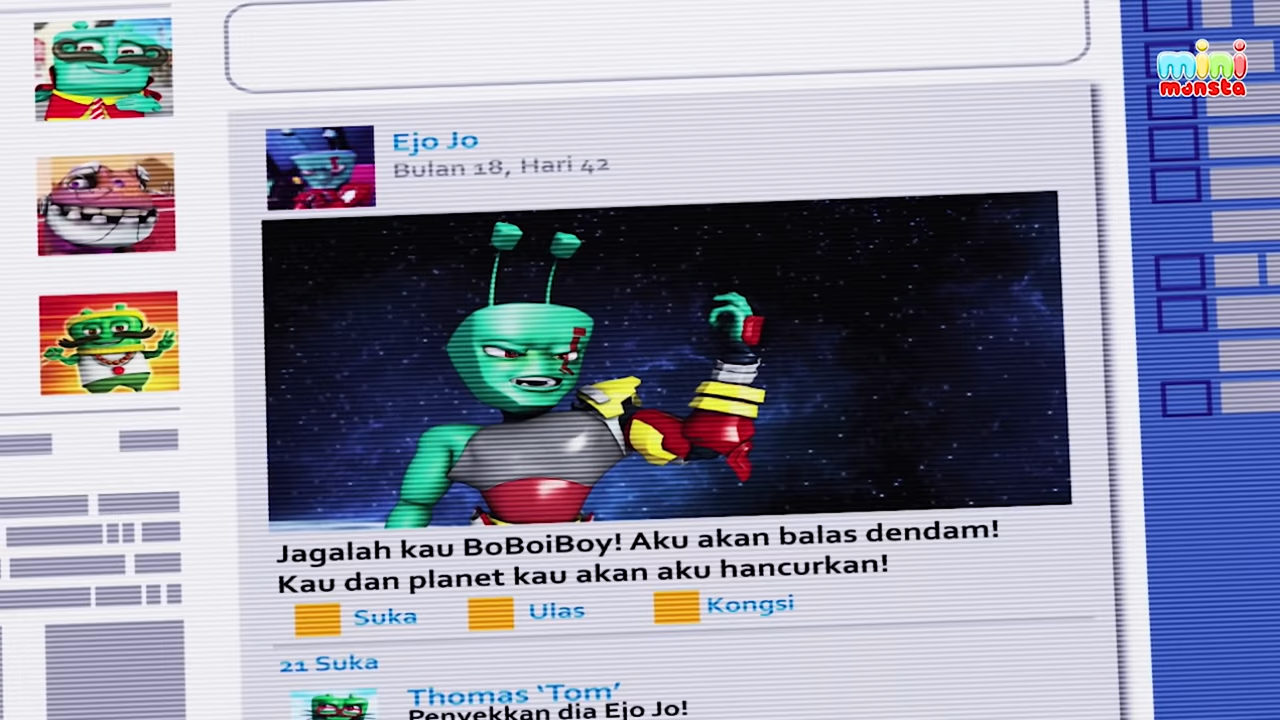 mini
monsta
Ejo Jo
Bulan 18, Hari 42
Jagalah kau BoBoiBoy! Aku akan balas dendam!
Kau dan planet kau akan aku hancurkan!
Suka Ulas Kongsi
21 Suka
Thomas ‘Tom’
Penyekkan dia Ejo Jo!